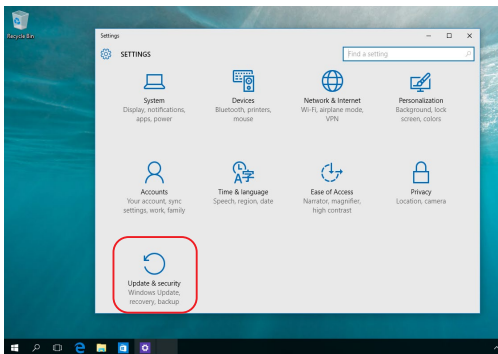 Recycle Bin
Settings
SETTINGS
Find a setting
System
Display, notifications,
apps, power
Devices
Bluetooth, printers,
mouse
Network & Internet
Wi-Fi, airplane mode,
VPN
Personalization
Background, lock
screen, colors
Accounts
Your account, sync
settings, work, family
Time & language
Speech, region, date
Ease of Access
Narrator, magnifier,
high contrast
Privacy
Location, camera
Update & security
Windows Update,
recovery, backup